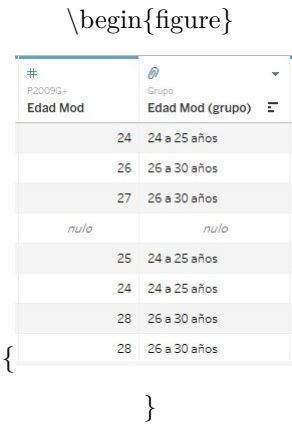 \begin{figure}
#
P2009G+ Grupo
Edad Mod Edad Mod (grupo)
24 24 a 25 años
26 26 a 30 años
27 26 a 30 años
nulo nulo
25 24 a 25 años
24 24 a 25 años
28 26 a 30 años
28 26 a 30 años
{
}